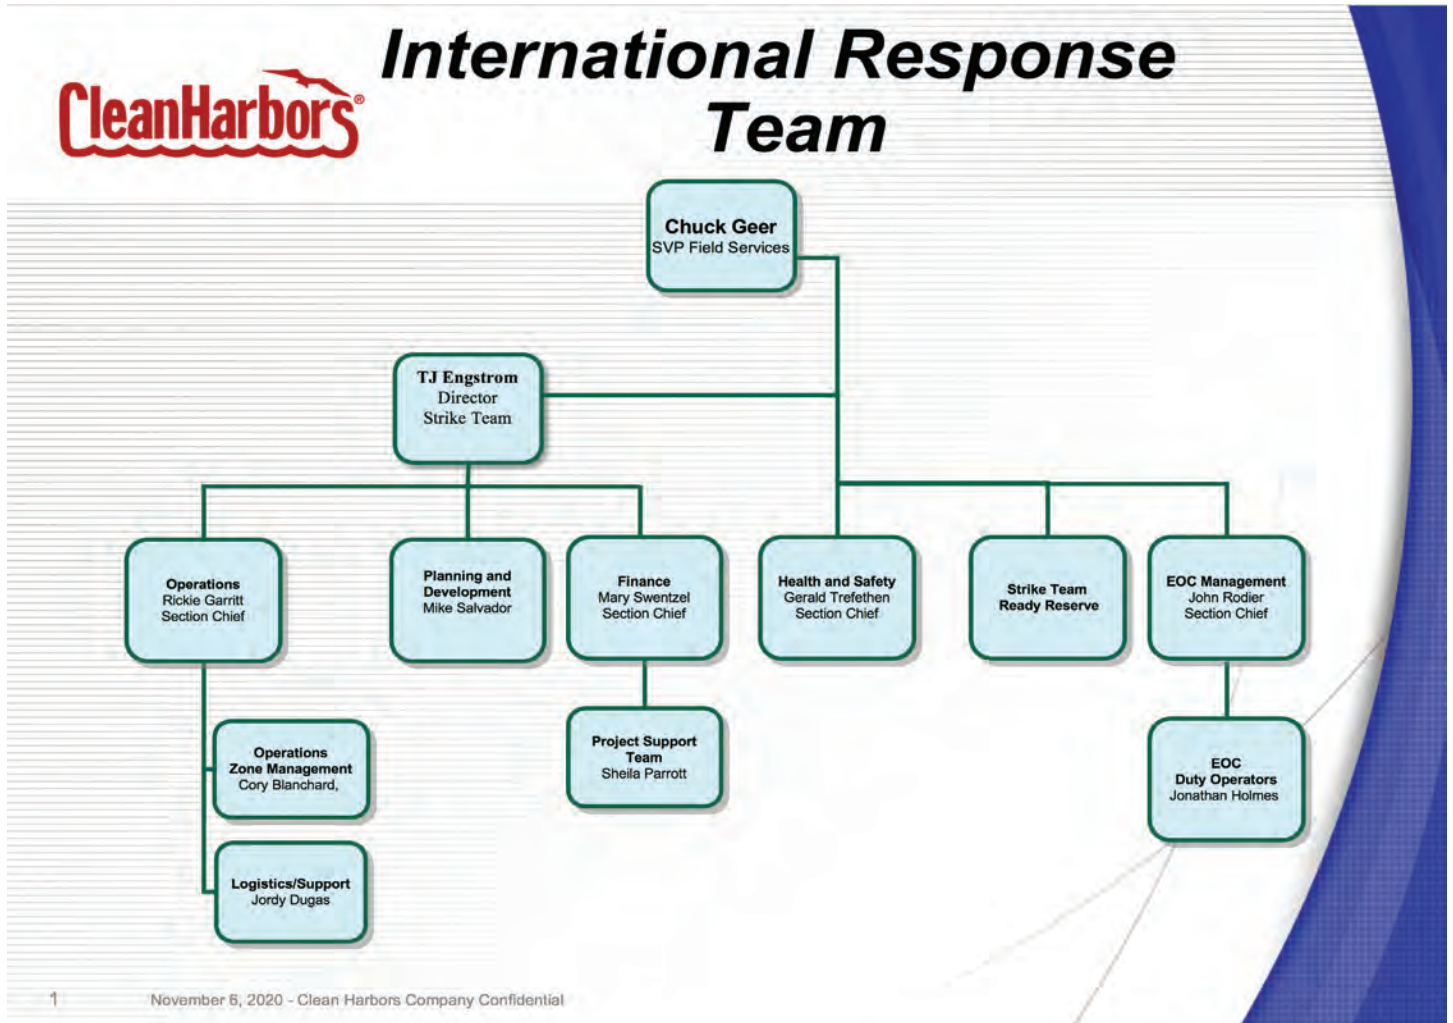 International Response
Team
CleanHarbors®
Chuck Geer
SVP Field Services
TJ Engstrom
Director
Strike Team
Operations
Rickie Garritt
Section Chief
Planning and
Development
Mike Salvador
Finance
Mary Swentzel
Section Chief
Health and Safety
Gerald Trefethen
Section Chief
Strike Team
Ready Reserve
EOC Management
John Rodier
Section Chief
Operations
Zone Management
Cory Blanchard,
Project Support
Team
Sheila Parrott
EOC
Duty Operators
Jonathan Holmes
Logistics/Support
Jordy Dugas
1
November 6, 2020 - Clean Harbors Company Confidential